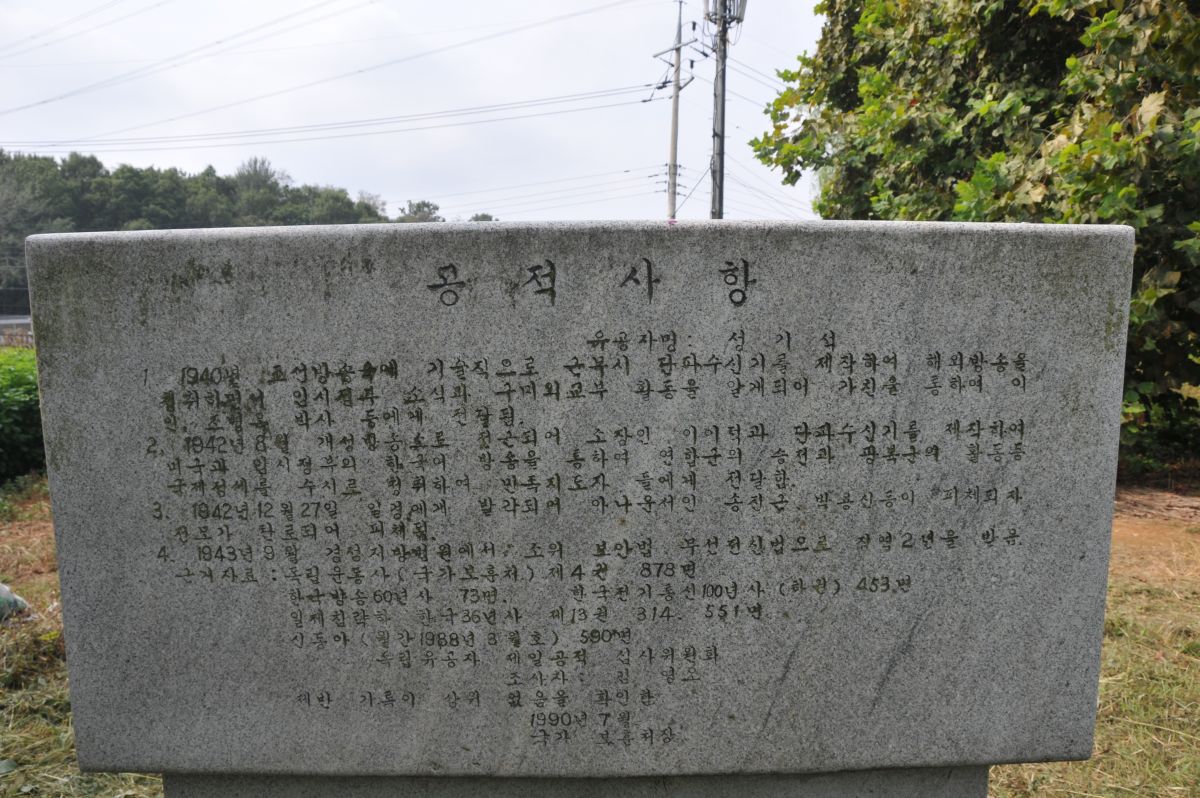 공적사항
유공자명: 성기섭
1. 1940년 조선방송국에 기술직으로 근무시 단파수신기를 제작하여 해외방송을
청취하면서 임시정부 소식과 구미외교부 활동을 알게되어 가친을 통하여 이
인, 박사 등에게 전달됨.
2. 1942년 8월 개성방송소로 전근되어 소장인 이이덕과 단파수신기를 제작하여
미국과 임시정부의 한국어 방송을 통하여 연합군의 승전과 광복군의 활동등
국제정세를 수시로 청취하여 민족지도자 들에게 전달함.
3. 1942년 12월 27일 일경에게 발각되여 아나운서인 송진근, 박용신등이 피체되자
전모가 탄로되어 피체됨.
4. 1943년 9월 경성지방법원에서 조위 보안법 무선전신법으로 징역2년을 받음.
근거자료 : 독립운동사 (국가보훈처) 제4권 878면
한국방송60년사 73면. 한국전기통신100년사 (하권) 453면
일제침략하 한국36년사 제13권 314. 551면
신동아 (월간1988년 8월호) 590면
독립유공자 제일공적 심사위원회
조사자 : 김 영조
제반 기록이 상위 없음을 확인함
1990년 7월
국가 보훈처장